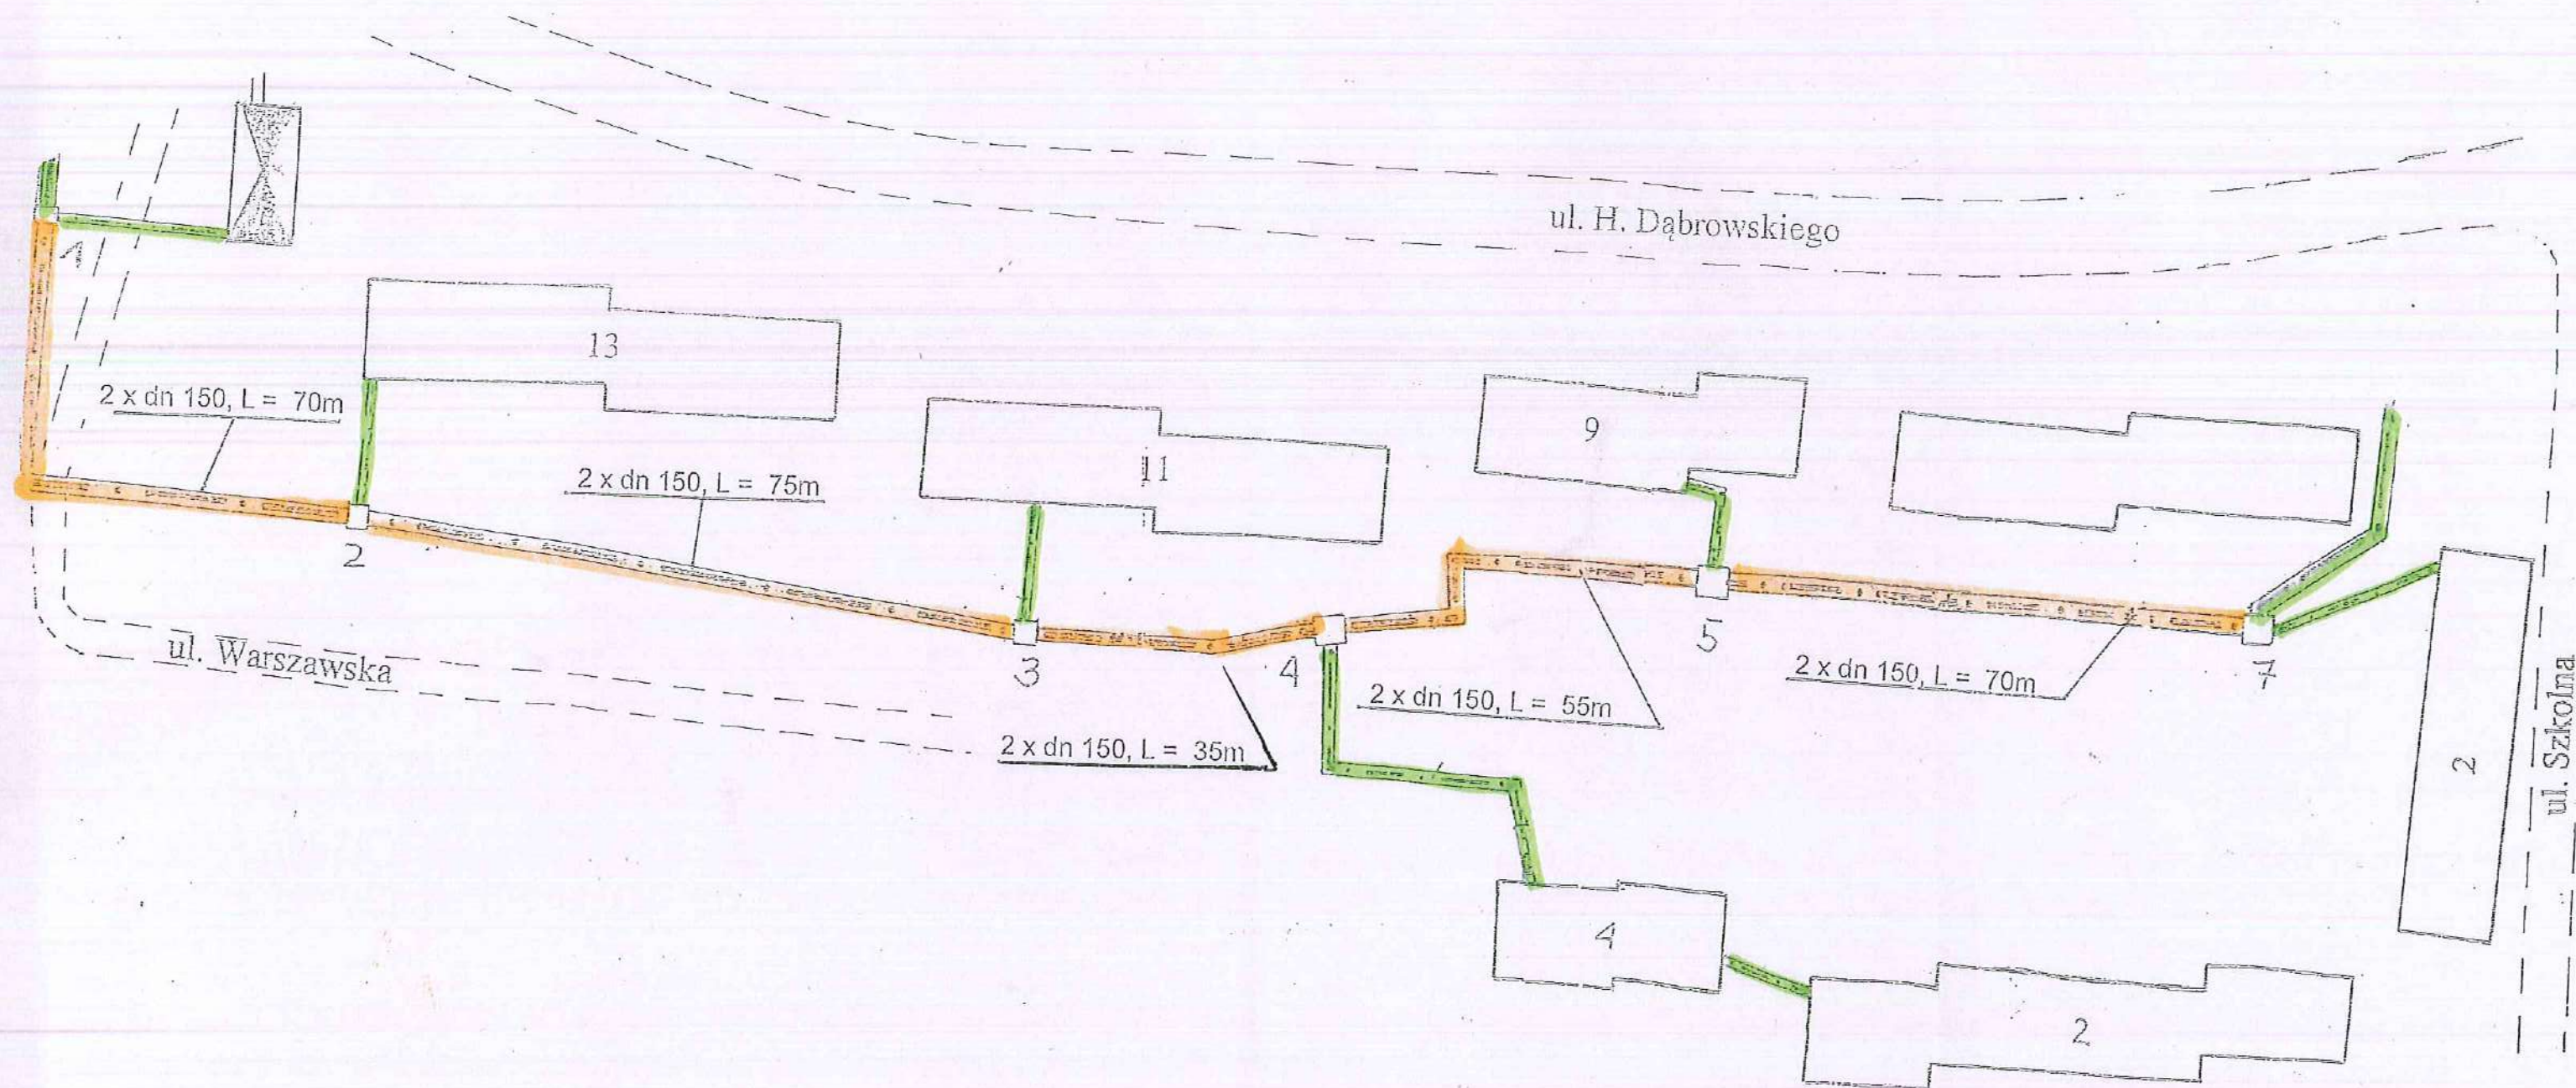 ul. H. Dąbrowskiego
1
13
2 x dn 150, L = 70m
11
9
2 x dn 150, L = 75m
2
3
4
5
7
ul. Warszawska
2 x dn 150, L = 35m
2 x dn 150, L = 55m
2 x dn 150, L = 70m
2
ul. Szkolna
4
2